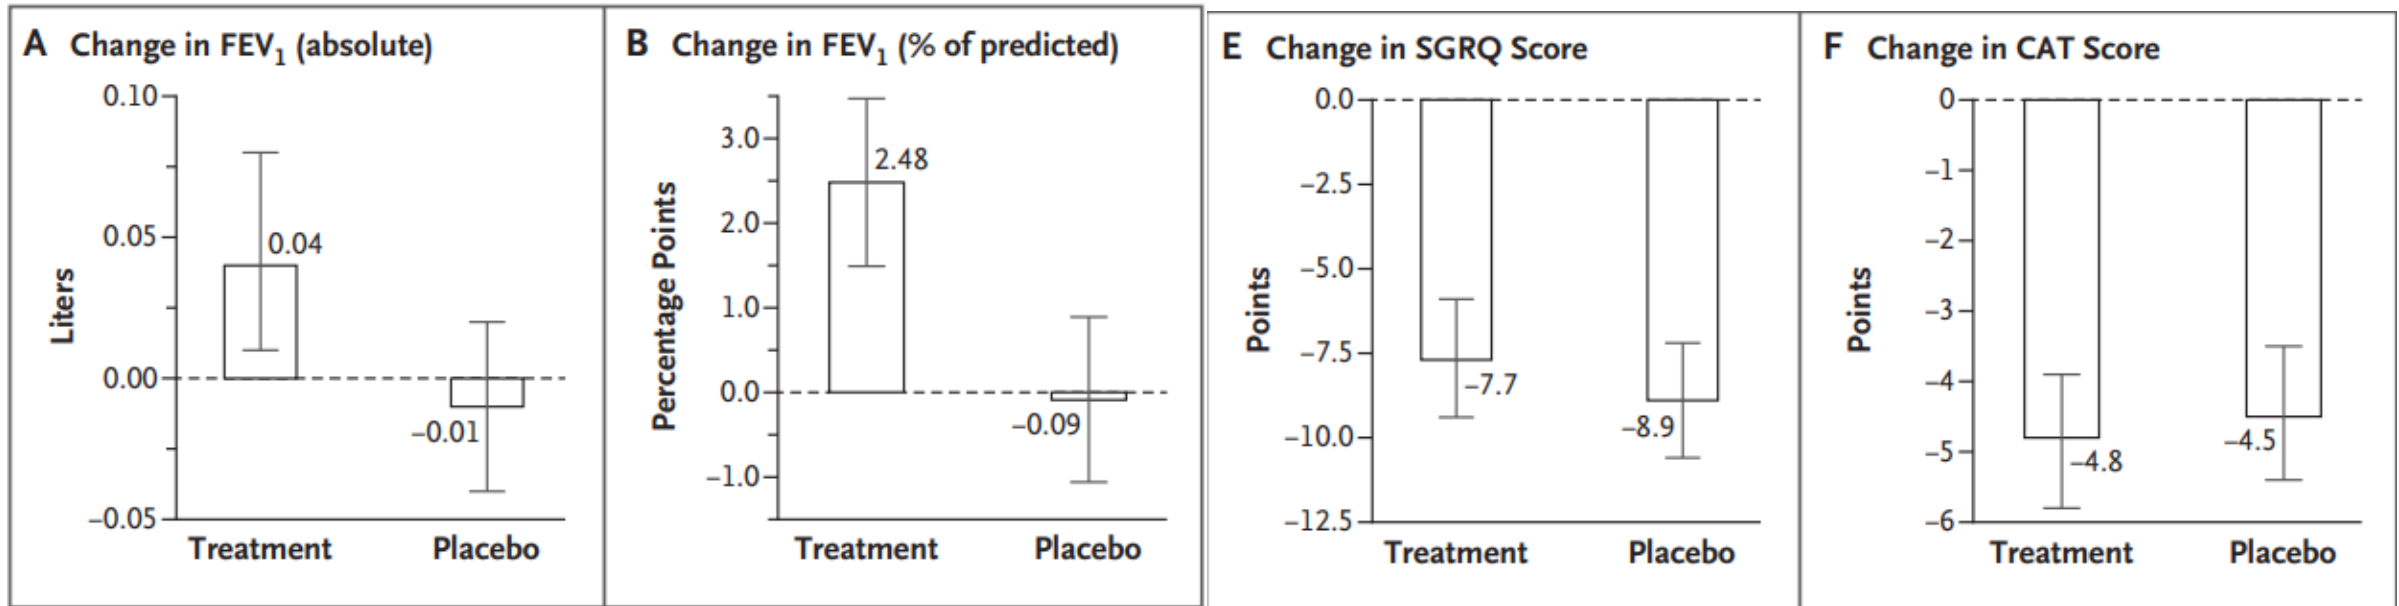 A Change in FEV1 (absolute)
0.10
0.05
0.00
−0.05
Liters
0.04
−0.01
Treatment Placebo
B Change in FEV1 (% of predicted)
3.0
2.0
1.0
0.0
−1.0
Percentage Points
2.48
−0.09
Treatment Placebo
E Change in SGRQ Score
0.0
−2.5
−5.0
−7.5
−10.0
−12.5
Points
−7.7
−8.9
Treatment Placebo
F Change in CAT Score
0
−1
−2
−3
−4
−5
−6
Points
−4.8
−4.5
Treatment Placebo